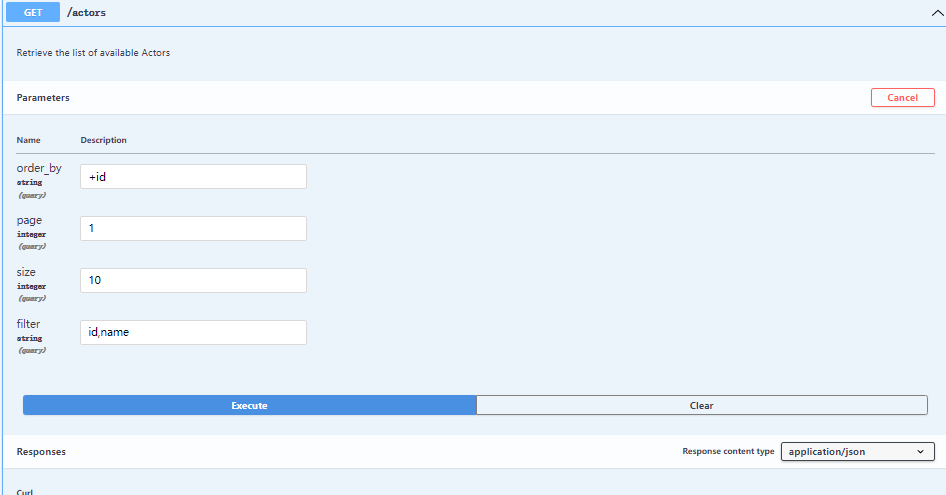 GET /actors
Retrieve the list of available Actors
Parameters Cancel
Name Description
order_by +id
string
(query)
page 1
integer
(query)
size 10
integer
(query)
filter id,name
string
(query)
Execute Clear
Responses Response content type application/json
Curl